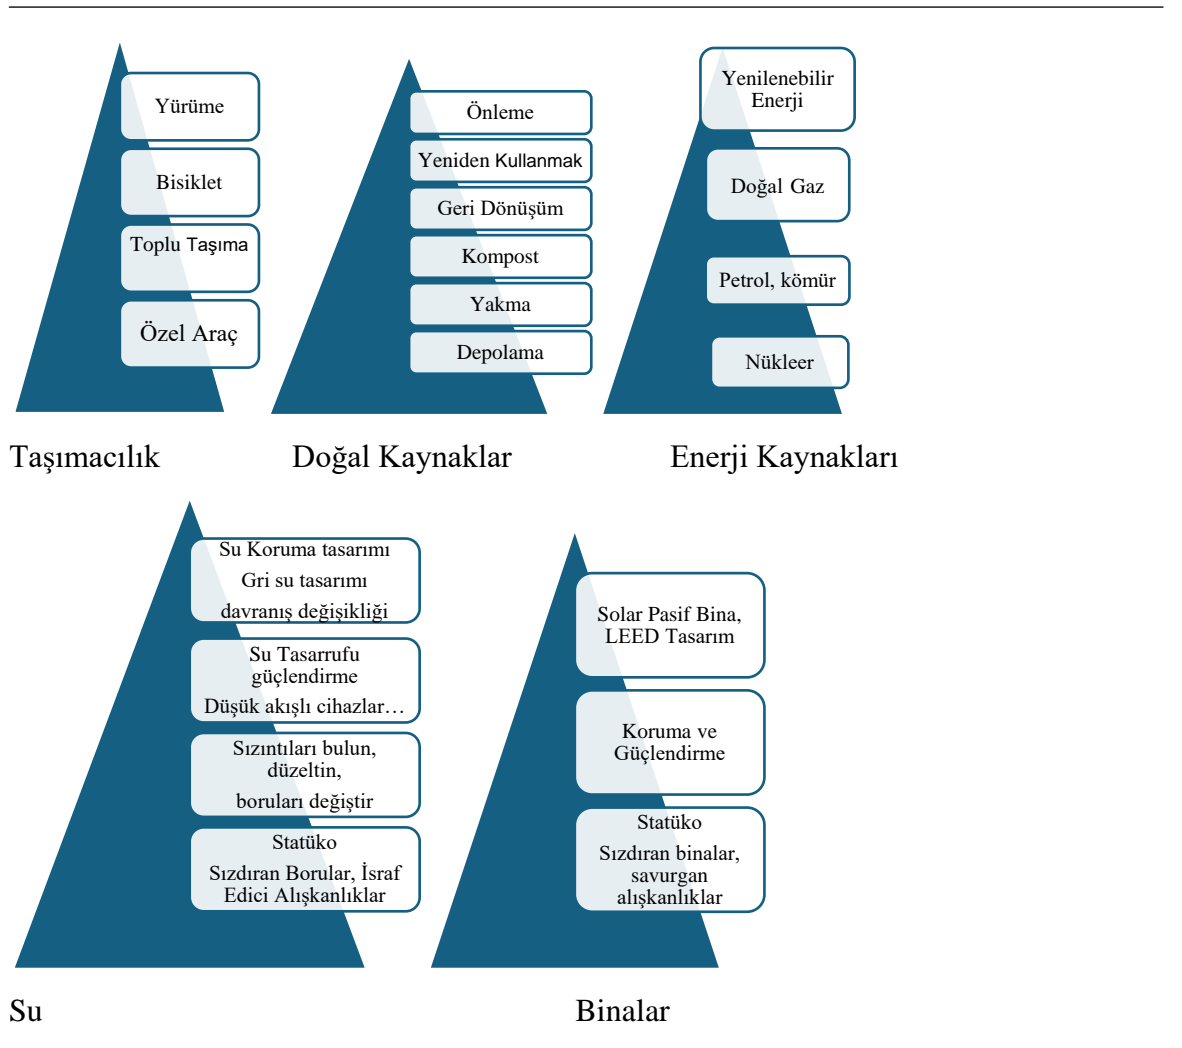 Yürüme
Bisiklet
Toplu Taşıma
Özel Araç
Önleme
Yeniden Kullanmak
Geri Dönüşüm
Kompost
Yakma
Depolama
Yenilenebilir
Enerji
Doğal Gaz
Petrol, kömür
Nükleer
Taşımacılık
Doğal Kaynaklar
Enerji Kaynakları
Su Koruma tasarımı
Gri su tasarımı
davranış değişikliği
Su Tasarrufu
güçlendirme
Düşük akışlı cihazlar…
Sızıntıları bulun,
düzeltin,
boruları değiştir
Statüko
Sızdıran Borular, İsraf
Edici Alışkanlıklar
Solar Pasif Bina,
LEED Tasarım
Koruma ve
Güçlendirme
Statüko
Sızdıran binalar,
savurgan
alışkanlıklar
Su
Binalar